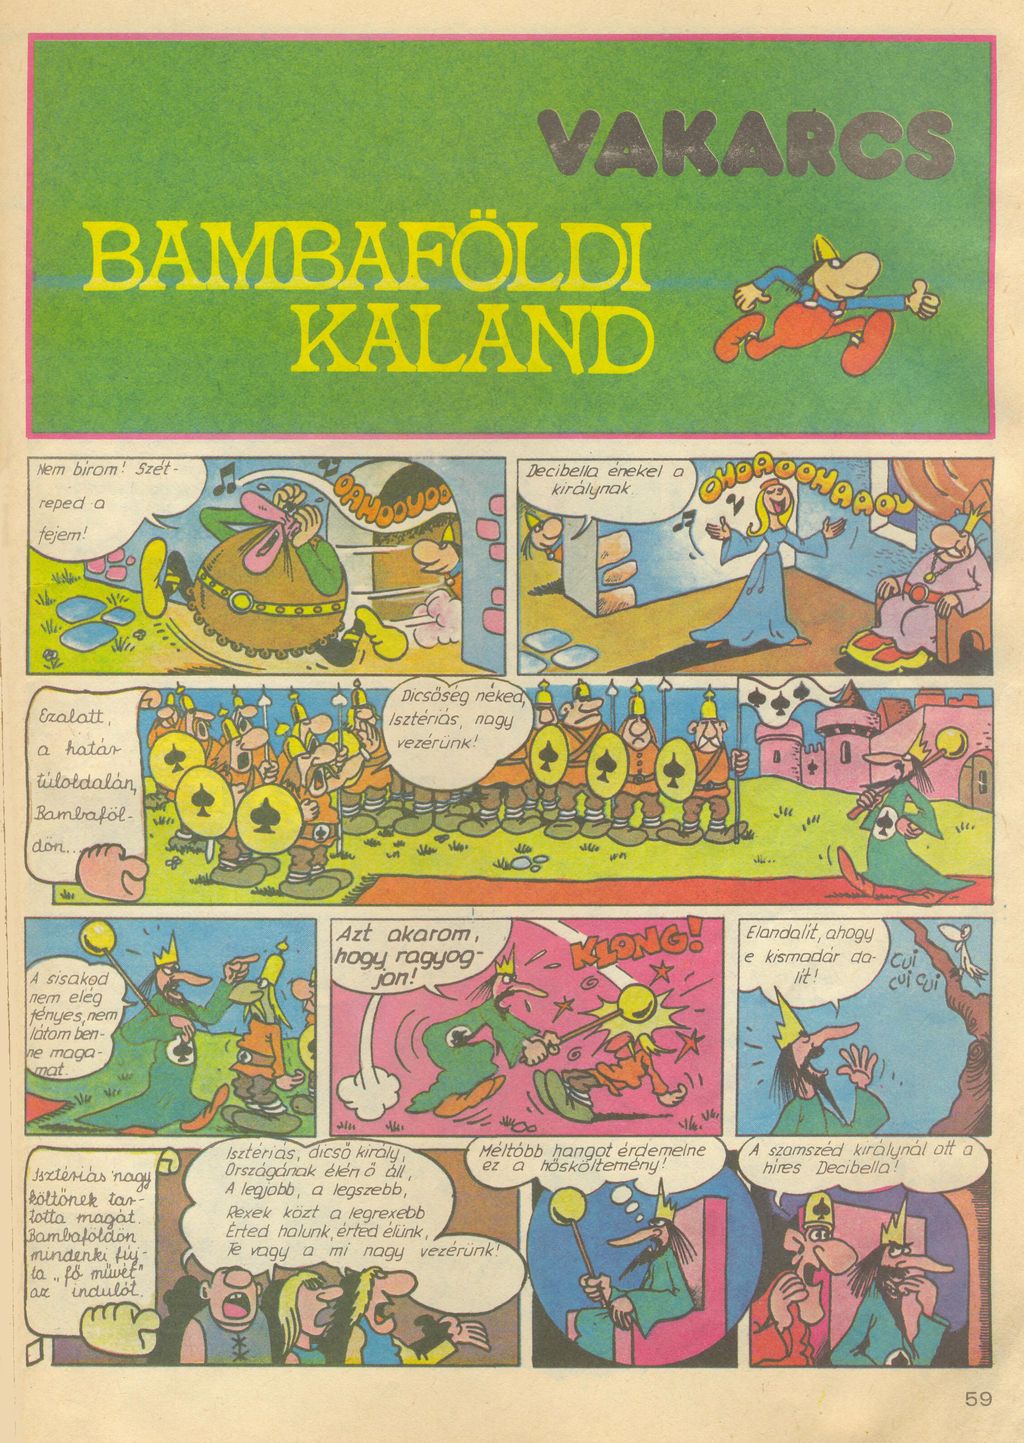 VAKARCS
BAMBAFÖLDI
KALAND
Nem bírom! Szét-
reped a
fejem!
OAHOOUOO
Decibella énekel a
királynak.
OHOAOOOHAAAOU
Ezalatt,
a határ
túloldalán,
Bambaföl-
dön...
Dicsőség néked,
Isztériás, nagy
vezérünk!
A sisakod
nem elég
fényes, nem
látom ben-
ne maga-
mat.
Azt akarom,
hogy ragyog-
jon!
KLONG!
Elandalít, ahogy
e kismadár da-
lít!
CUI
CUI CUI
Isztériás nagy
költőnek tar-
totta magát.
Bambaföldön
mindenki fúj-
ta „fő művét"
az indulót.
Isztériás, dicső király,
Országának élén ő áll,
A legjobb, a legszebb,
Rexek közt a legrexebb
Érted halunk, érted élünk,
Te vagy a mi nagy vezérünk!
Méltóbb hangot érdemelne
ez a hősköltemény!
A szomszéd királynál ott a
híres Decibella!
59